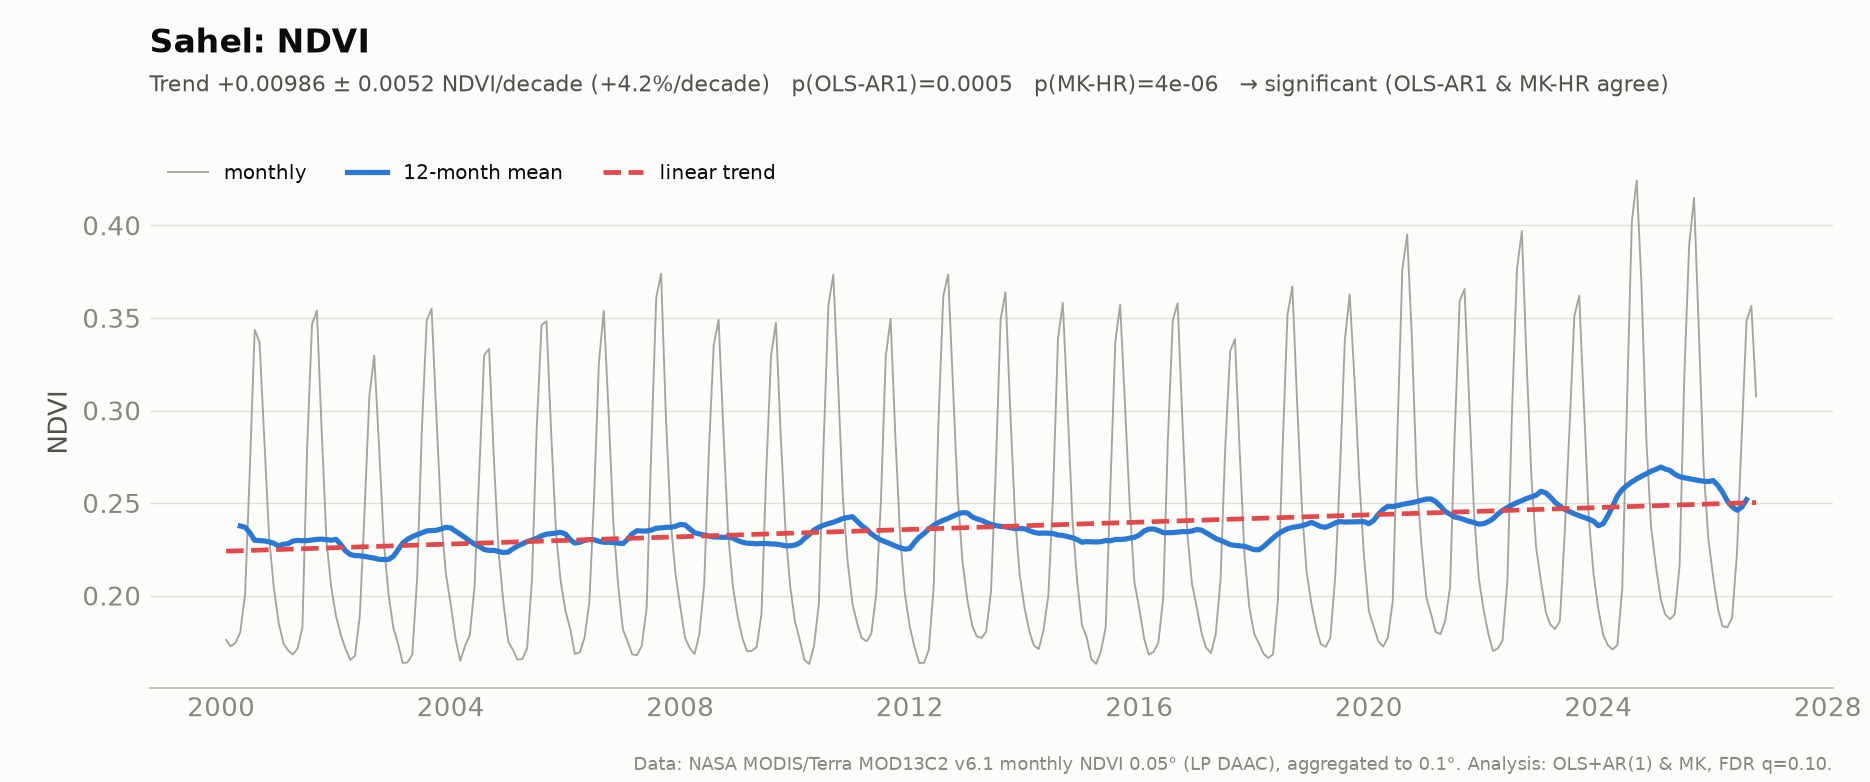 Sahel: NDVI
Trend +0.00986 ± 0.0052 NDVI/decade (+4.2%/decade)   p(OLS-AR1)=0.0005   p(MK-HR)=4e-06   → significant (OLS-AR1 & MK-HR agree)
monthly   12-month mean   linear trend
0.40
0.35
0.30
0.25
0.20
NDVI
2000   2004   2008   2012   2016   2020   2024   2028
Data: NASA MODIS/Terra MOD13C2 v6.1 monthly NDVI 0.05° (LP DAAC), aggregated to 0.1°. Analysis: OLS+AR(1) & MK, FDR q=0.10.